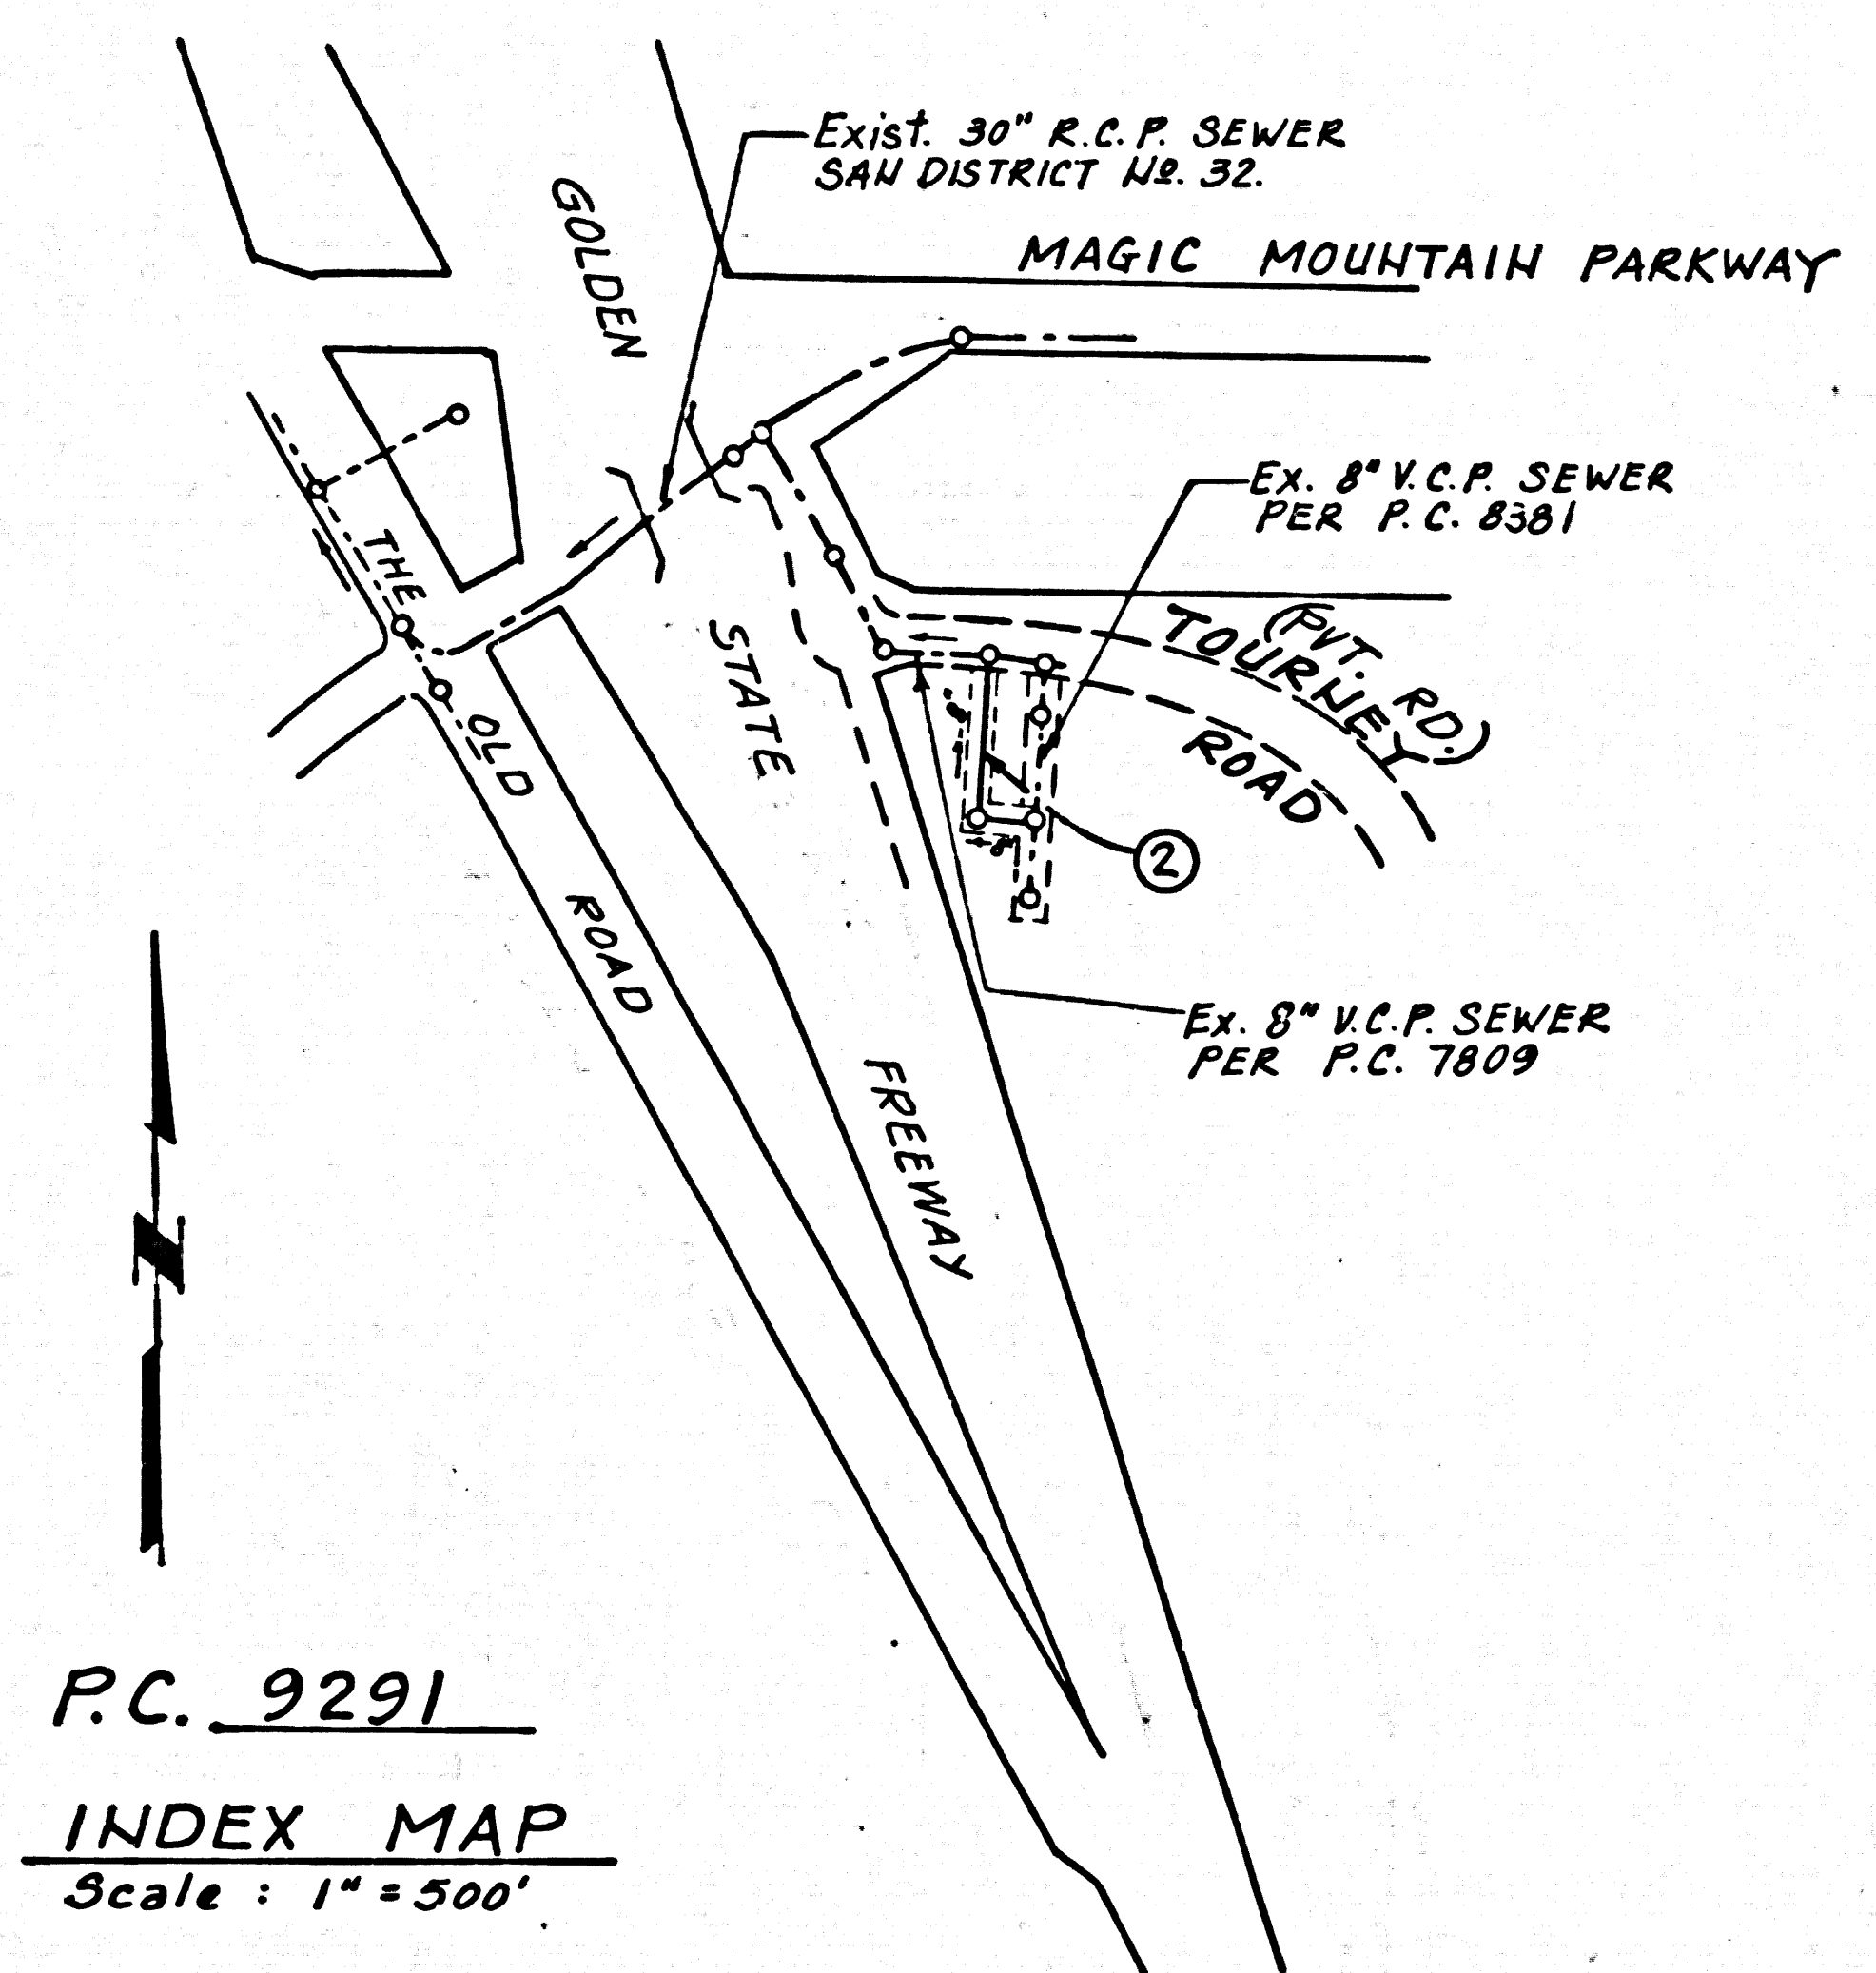 Exist. 30" R.C.P. SEWER
SAN DISTRICT No. 32.
MAGIC MOUNTAIN PARKWAY
GOLDEN
STATE
FREEWAY
EX. 8" V.C.P. SEWER
PER P.C. 8381
THE
OLD
ROAD
(PVT. RD.)
TOURNEY
ROAD
8"
2
EX. 8" V.C.P. SEWER
PER P.C. 7809
N
P.C. 9291
INDEX MAP
Scale : 1" = 500'